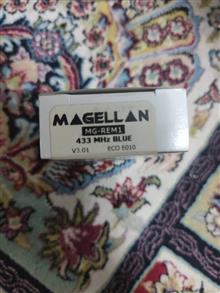 MAGELLAN
MG-REM1
433 MHz BLUE
V3.01 ECO E010